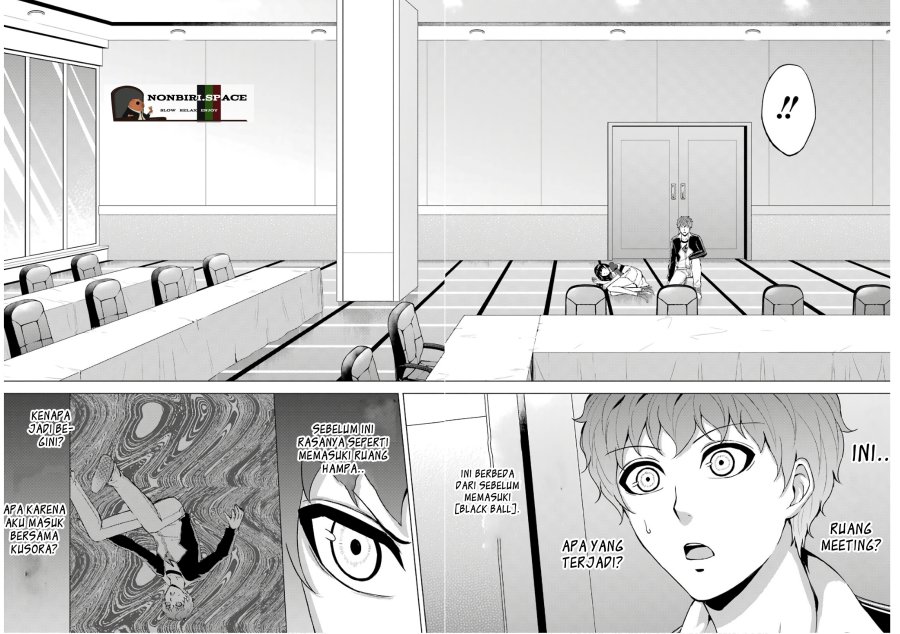 NONBIRI.SPACE
SLOW RELAX ENJOY
!!
INI..
RUANG
MEETING?
APA YANG
TERJADI?
INI BERBEDA
DARI SEBELUM
MEMASUKI
[BLACK BALL].
SEBELUM INI
RASANYA SEPERTI
MEMASUKI RUANG
HAMPA..
KENAPA
JADI BE-
GINI?
APA KARENA
AKU MASUK
BERSAMA
KUSORA?